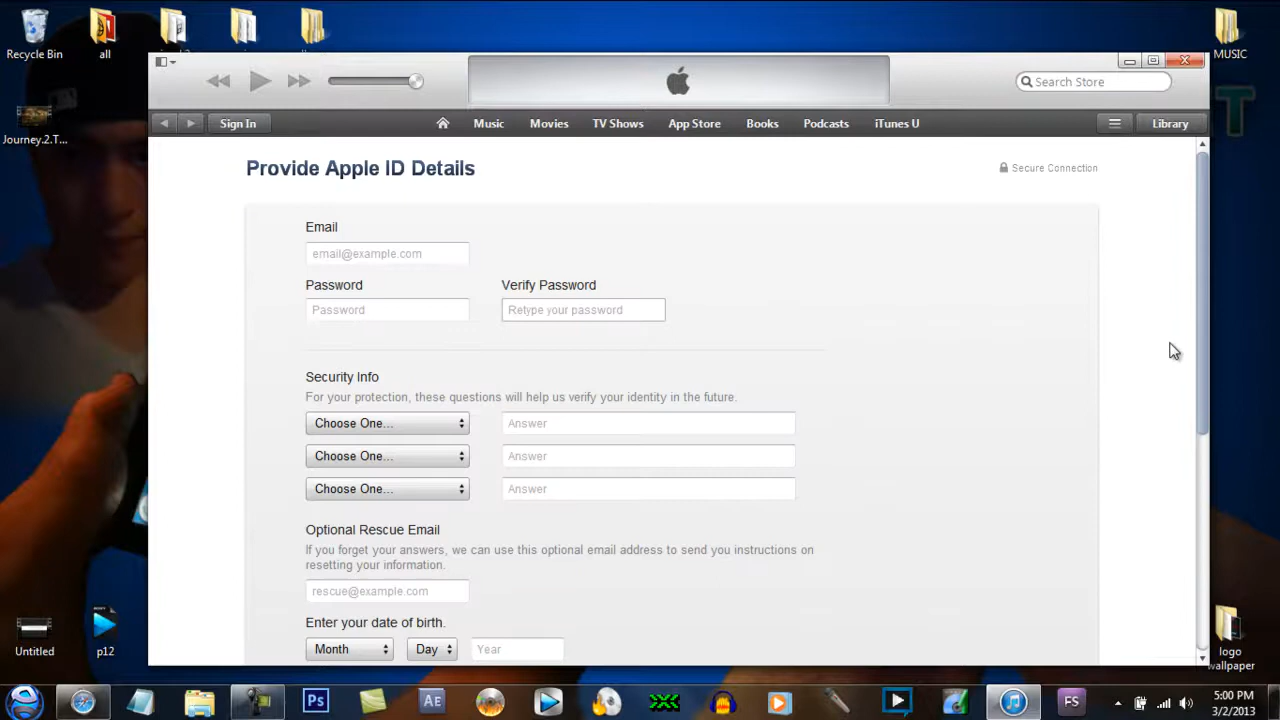 Recycle Bin
all
MUSIC
Journey.2.T...
Search Store
Sign In
Music
Movies
TV Shows
App Store
Books
Podcasts
iTunes U
Library
Provide Apple ID Details
Secure Connection
Email
email@example.com
Password
Verify Password
Password
Retype your password
Security Info
For your protection, these questions will help us verify your identity in the future.
Choose One...
Answer
Choose One...
Answer
Choose One...
Answer
Optional Rescue Email
If you forget your answers, we can use this optional email address to send you instructions on
resetting your information.
rescue@example.com
Enter your date of birth.
Month
Day
Year
Untitled
p12
logo
wallpaper
Ps
AE
FS
5:00 PM
3/2/2013